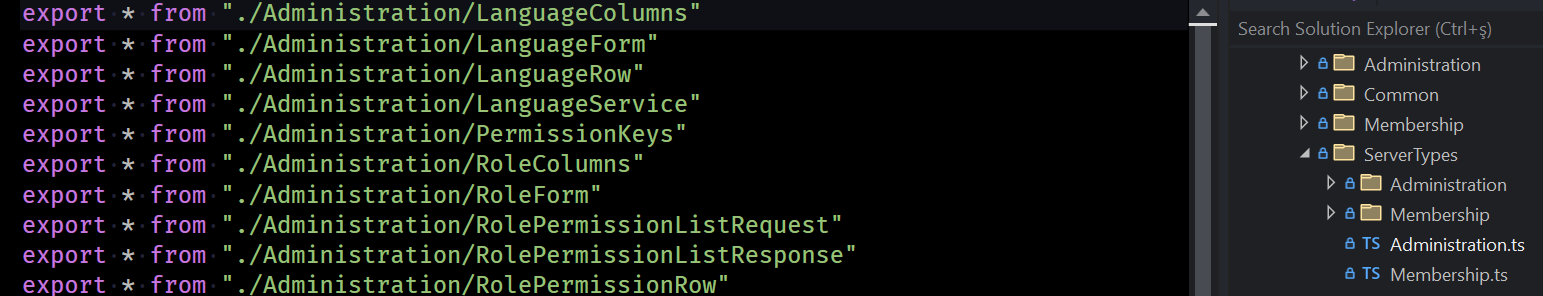 export * from "./Administration/LanguageColumns"
export * from "./Administration/LanguageForm"
export * from "./Administration/LanguageRow"
export * from "./Administration/LanguageService"
export * from "./Administration/PermissionKeys"
export * from "./Administration/RoleColumns"
export * from "./Administration/RoleForm"
export * from "./Administration/RolePermissionListRequest"
export * from "./Administration/RolePermissionListResponse"
export * from "./Administration/RolePermissionRow"
Search Solution Explorer (Ctrl+ş)
Administration
Common
Membership
ServerTypes
Administration
Membership
TS Administration.ts
TS Membership.ts